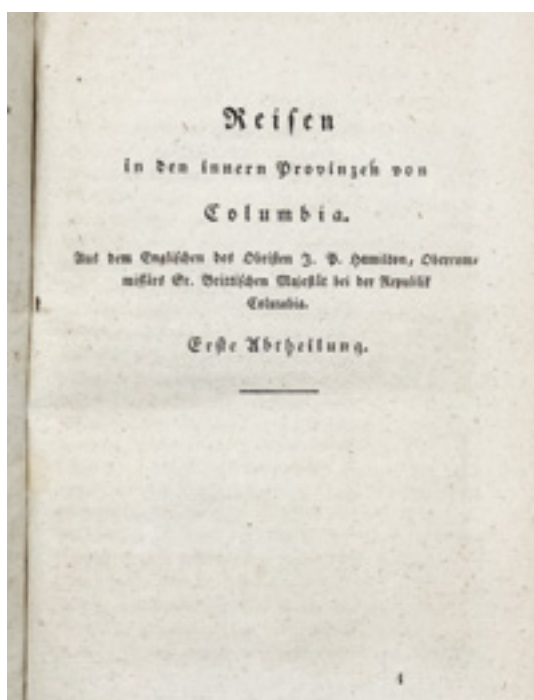 Reisen
in den innern Provinzen von
Columbia.
Aus dem Englischen des Obristen J. P. Hamilton, Obercom-
missärs Sr. Brittischen Majestät bei der Republik
Columbia.
Erste Abtheilung.
4